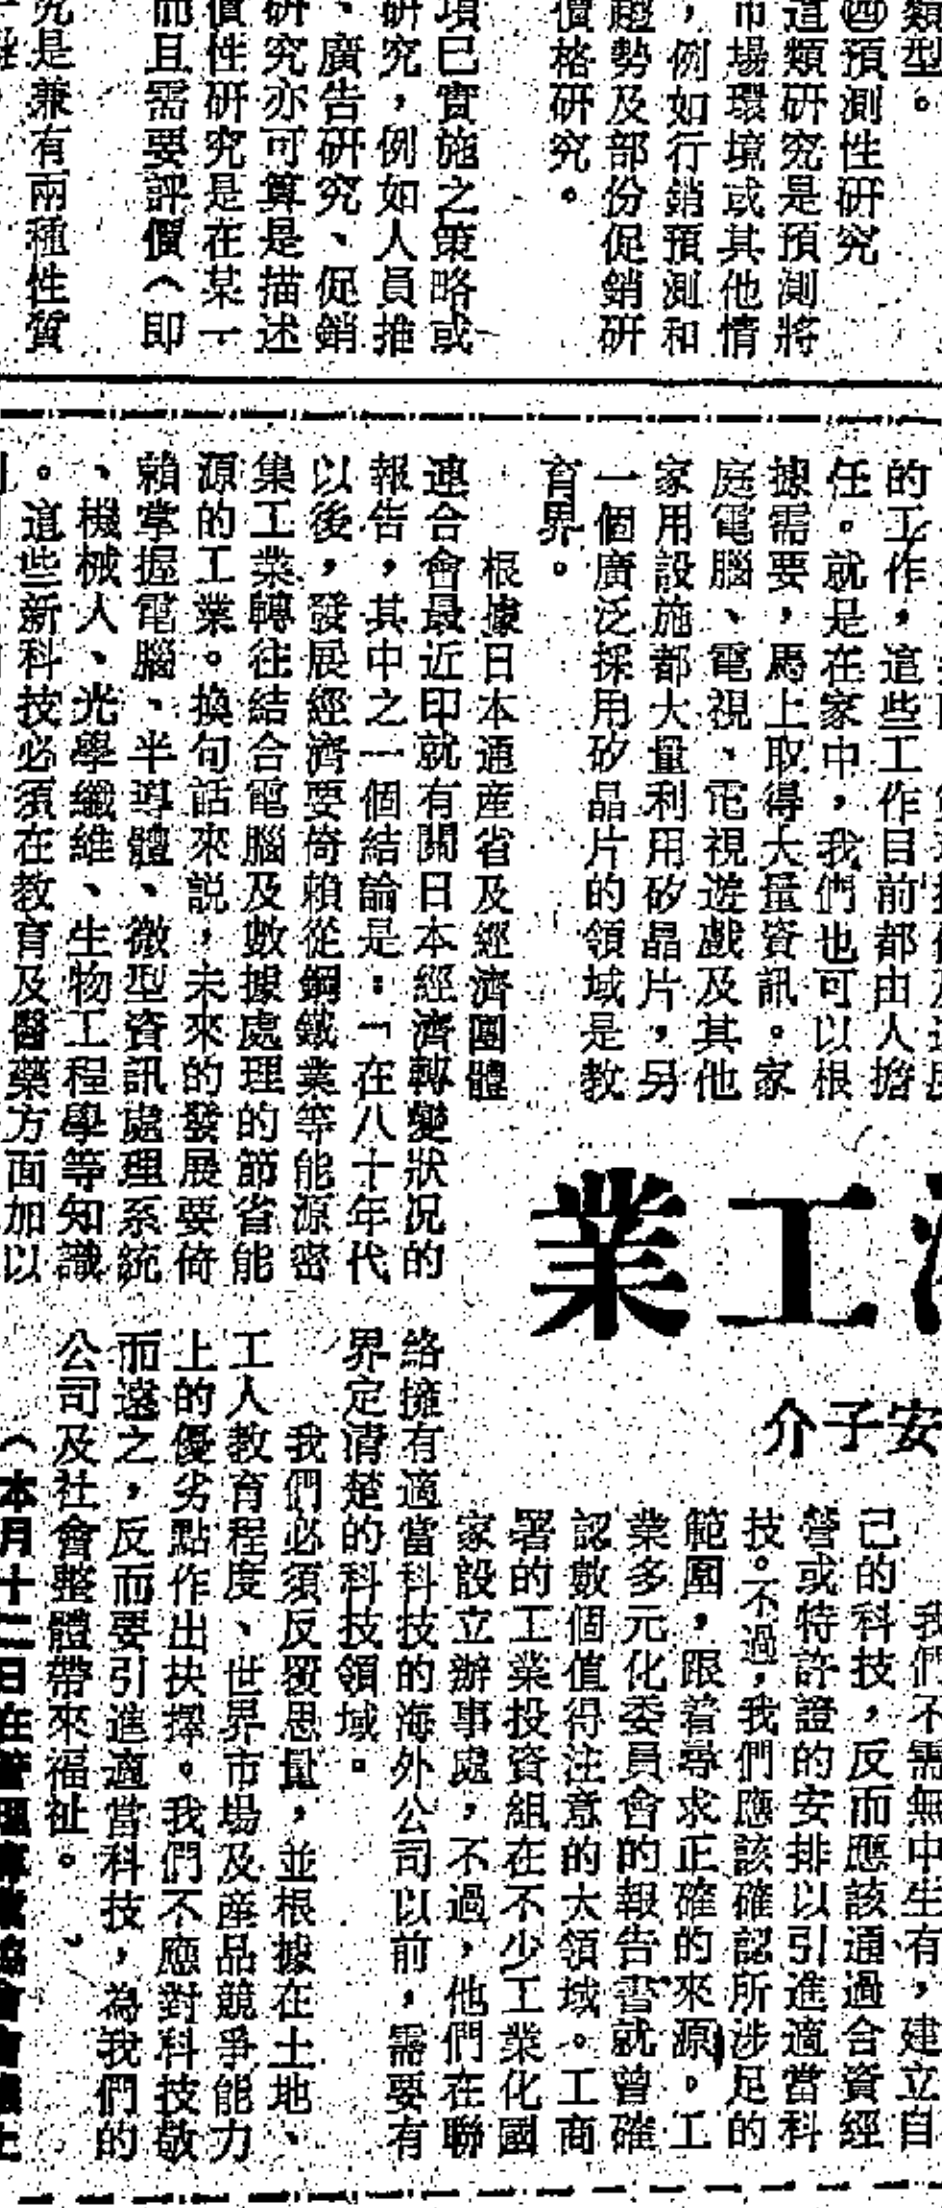 類型。
㈣預測性研究
這類研究是預測將
市場環境或其他情
，例如行銷預測和
趨勢及部份促銷研
價格研究。
項已實施之策略或
研究，例如人員推
、廣告研究、促銷
研究亦可算是描述
價性研究是在某一
而且需要評價（即
究是兼有兩種性質
的工作，這些工作目前都由人擔
任。就是在家中，我們也可以根
據需要，馬上取得大量資訊。家
庭電腦、電視、電視遊戲及其他
家用設施都大量利用矽晶片，另
一個廣泛採用矽晶片的領域是教
育界。
根據日本通産省及經濟團體
連合會最近印就有關日本經濟轉變狀況的
報告，其中之一個結論是：「在八十年代
以後，發展經濟要倚賴從鋼鐵業等能源密
集工業轉往結合電腦及數據處理的節省能
源的工業。換句話來説，未來的發展要倚
賴掌握電腦、半導體、微型資訊處理系統
、機械人、光學纖維、生物工程學等知識
。這些新科技必須在教育及醫藥方面加以
業工
介子安
我們不需無中生有，建立自
己的科技，反而應該通過合資經
營或特許證的安排以引進適當科
技。不過，我們應該確認所涉足的
範圍，跟着尋求正確的來源。工
業多元化委員會的報告書就曾確
認數個值得注意的大領域。工商
署的工業投資組在不少工業化國
家設立辦事處，不過，他們在聯
絡擁有適當科技的海外公司以前，需要有
界定清楚的科技領域。
我們必須反覆思量，並根據在土地、
工人教育程度、世界市場及産品競爭能力
上的優劣點作出抉擇。我們不應對科技敬
而遠之，反而要引進適當科技，為我們的
公司及社會整體帶來福祉。
（本月十二日在管理專業協會會議上